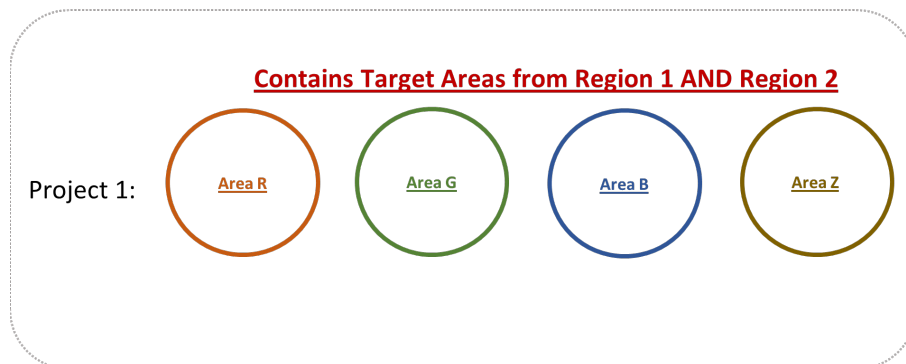 Contains Target Areas from Region 1 AND Region 2
Project 1:
Area R
Area G
Area B
Area Z